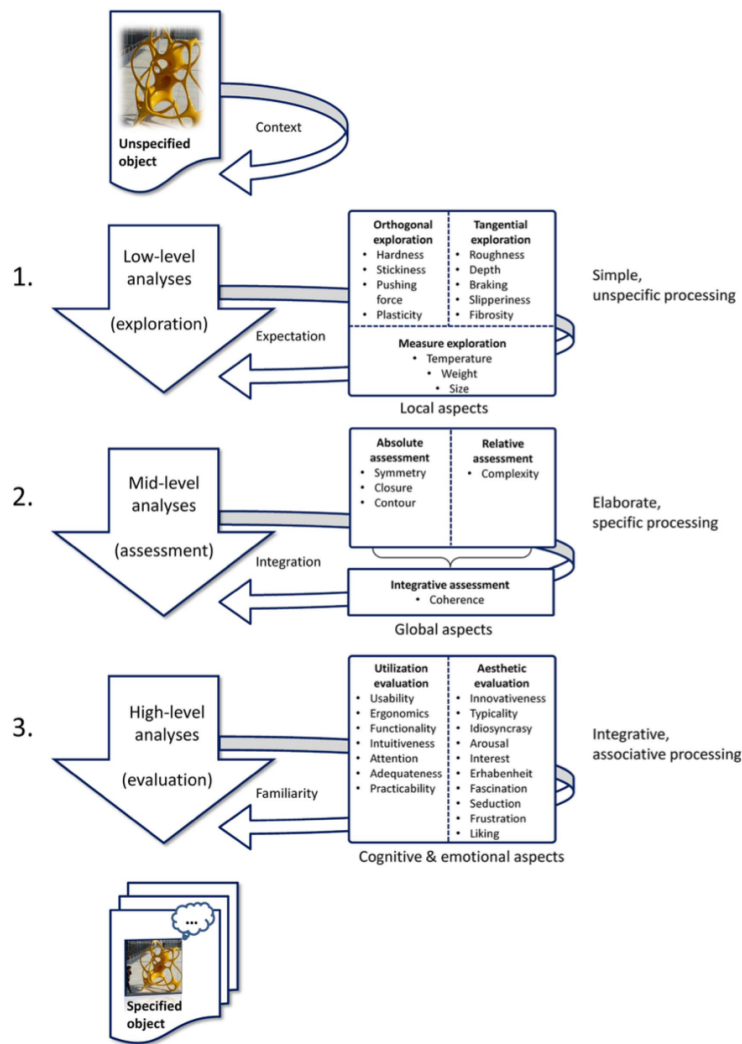 Unspecified
object
Context
1.
Low-level
analyses
(exploration)
Expectation
Orthogonal
exploration
• Hardness
• Stickiness
• Pushing
force
• Plasticity
Tangential
exploration
• Roughness
• Depth
• Braking
• Slipperiness
• Fibrosity
Measure exploration
• Temperature
• Weight
• Size
Local aspects
Simple,
unspecific processing
2.
Mid-level
analyses
(assessment)
Integration
Absolute
assessment
• Symmetry
• Closure
• Contour
Relative
assessment
• Complexity
Integrative assessment
• Coherence
Global aspects
Elaborate,
specific processing
3.
High-level
analyses
(evaluation)
Familiarity
Utilization
evaluation
• Usability
• Ergonomics
• Functionality
• Intuitiveness
• Attention
• Adequateness
• Practicability
Aesthetic evaluation
• Innovativeness
• Typicality
• Idiosyncrasy
• Arousal
• Interest
• Erhabenheit
• Fascination
• Seduction
• Frustration
• Liking
Cognitive & emotional aspects
Integrative,
associative processing
...
Specified
object